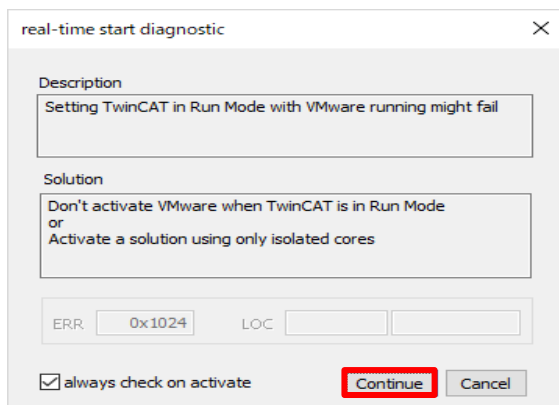 real-time start diagnostic
Description
Setting TwinCAT in Run Mode with VMware running might fail
Solution
Don't activate VMware when TwinCAT is in Run Mode
or
Activate a solution using only isolated cores
ERR 0x1024 LOC
always check on activate Continue Cancel